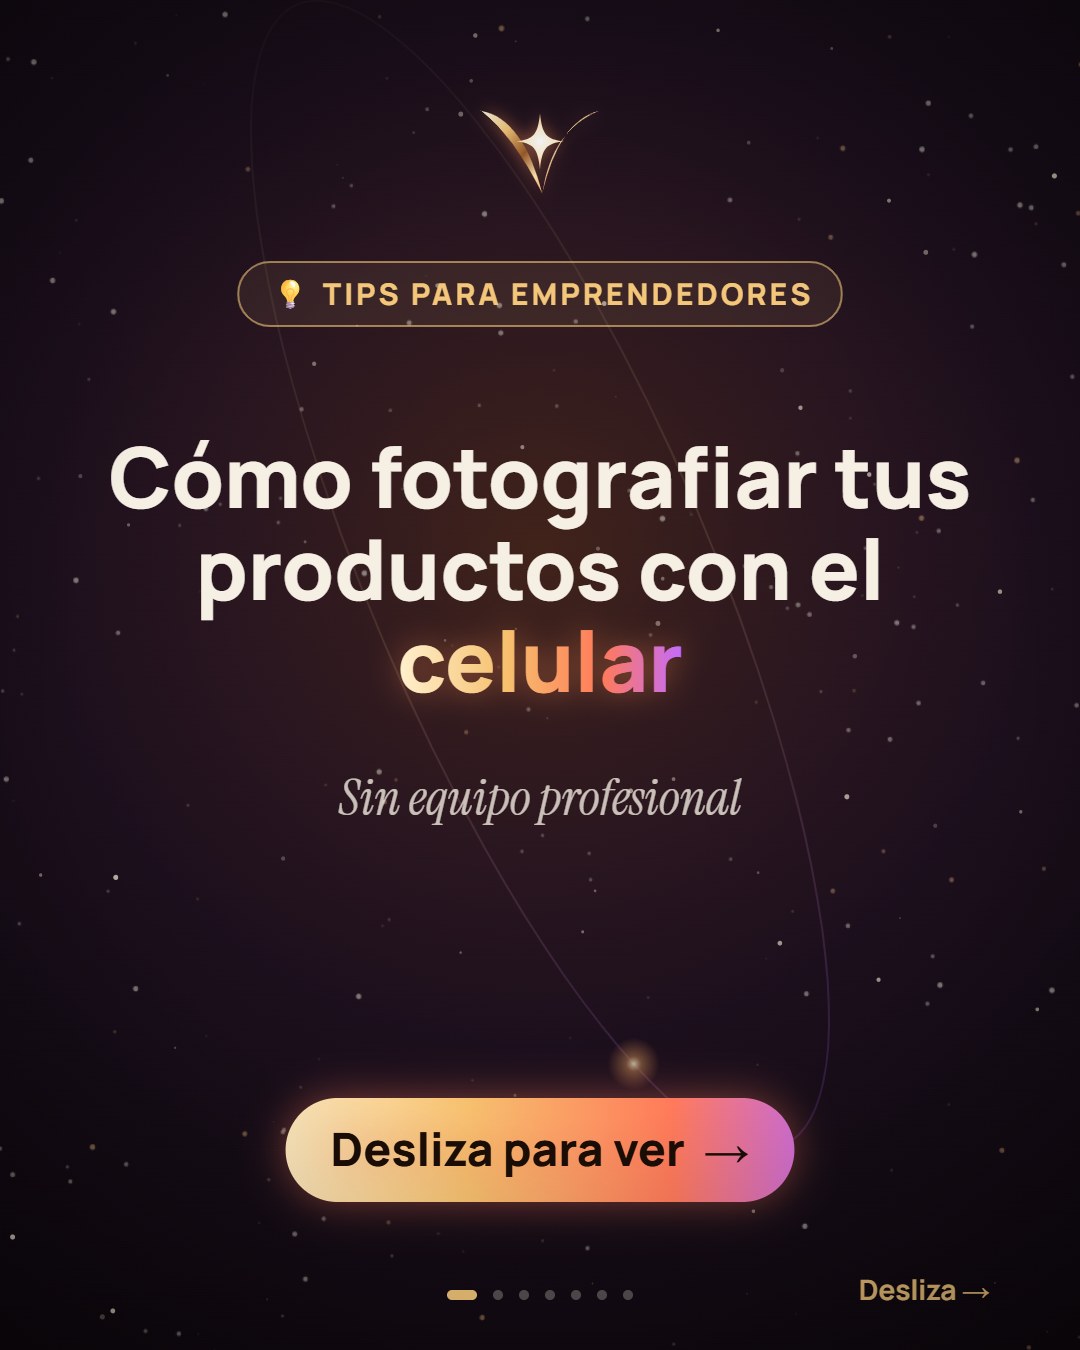 💡 TIPS PARA EMPRENDEDORES
Cómo fotografiar tus
productos con el
celular
Sin equipo profesional
Desliza para ver →
Desliza →